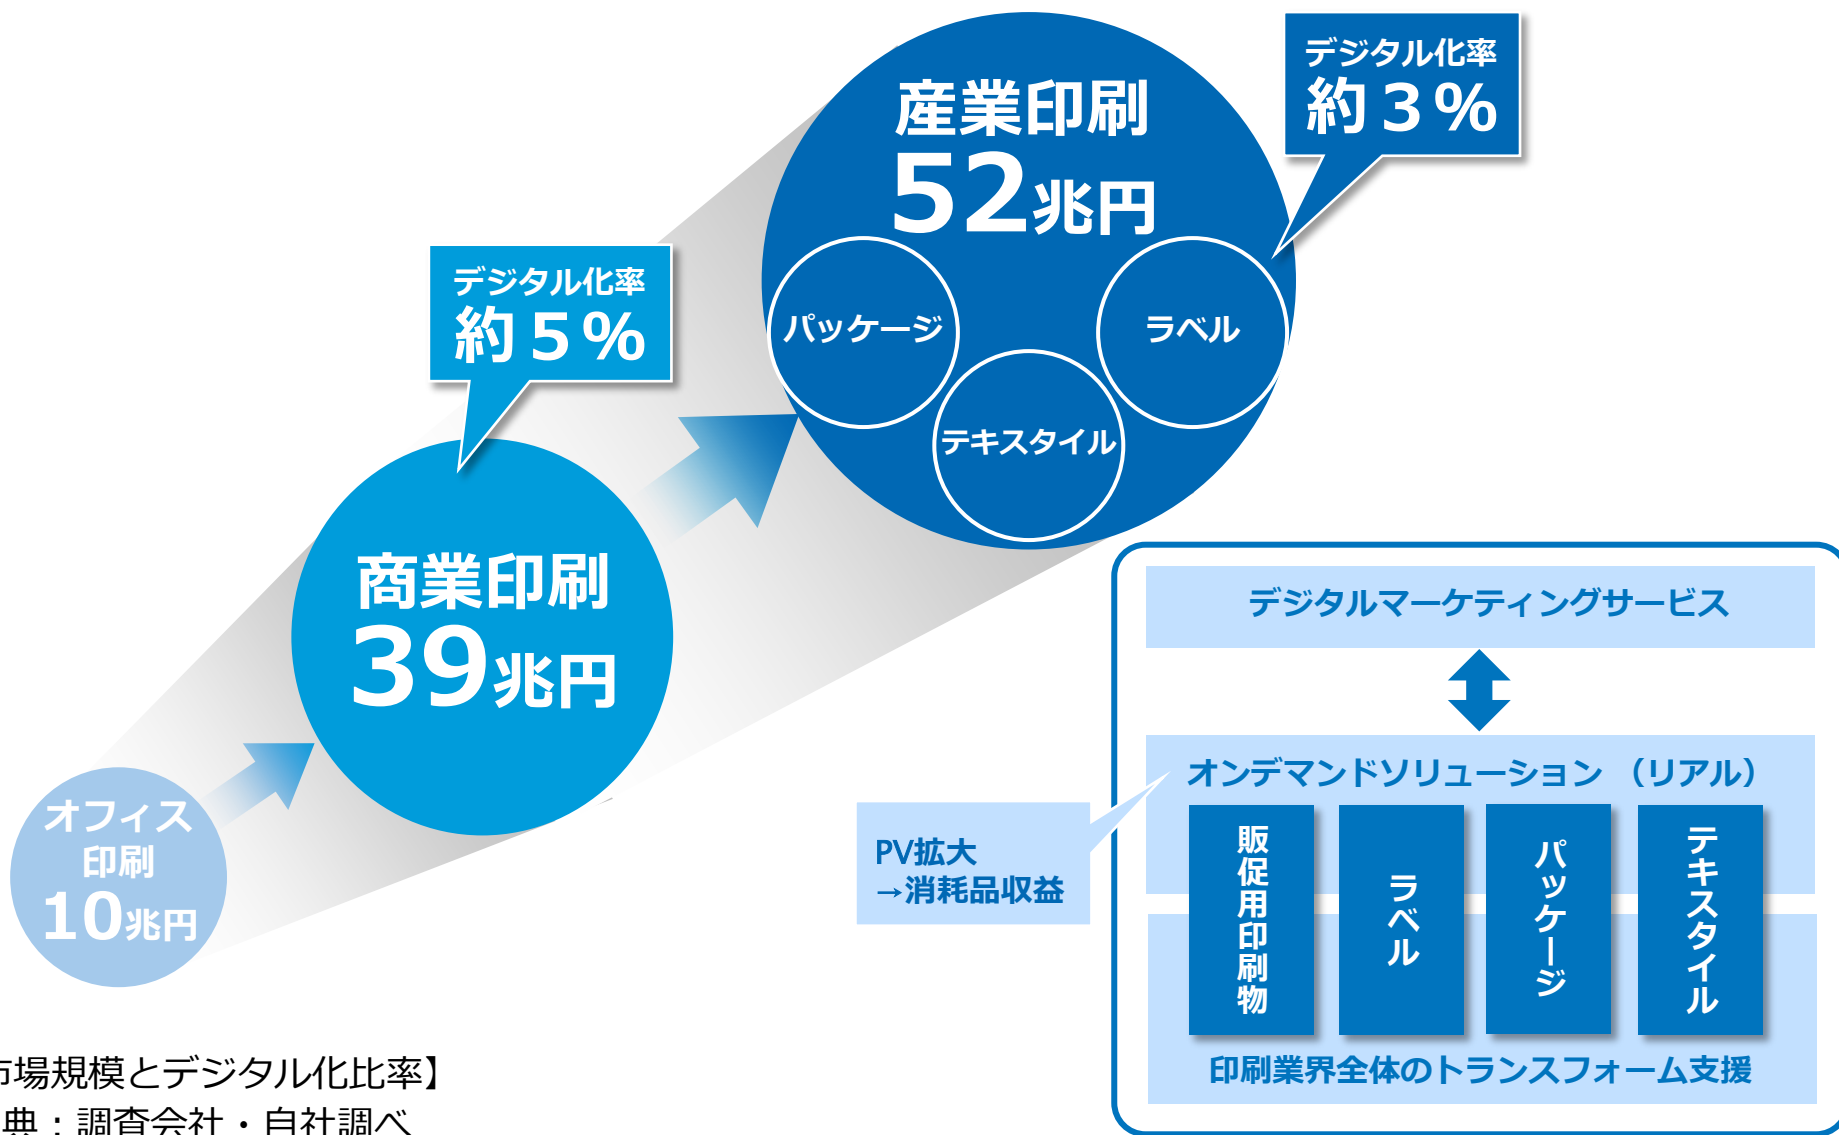 デジタル化率
約３％
産業印刷
52兆円
パッケージ
ラベル
テキスタイル
デジタル化率
約５％
商業印刷
39兆円
オフィス
印刷
10兆円
デジタルマーケティングサービス
オンデマンドソリューション （リアル）
販促用印刷物
ラベル
パッケージ
テキスタイル
印刷業界全体のトランスフォーム支援
PV拡大
→消耗品収益
市場規模とデジタル化比率】
典：調査会社・自社調べ